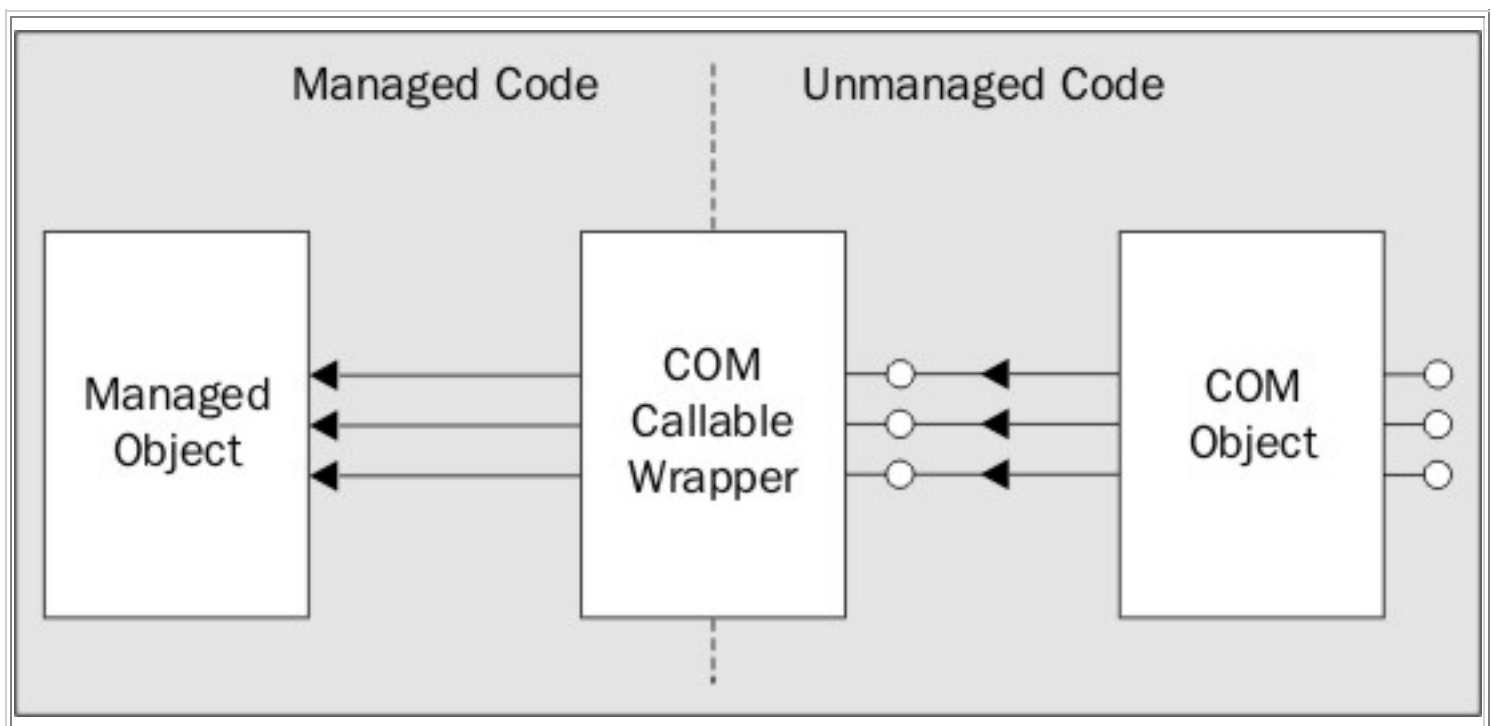 Managed Code
Unmanaged Code
Managed
Object
COM
Callable
Wrapper
COM
Object